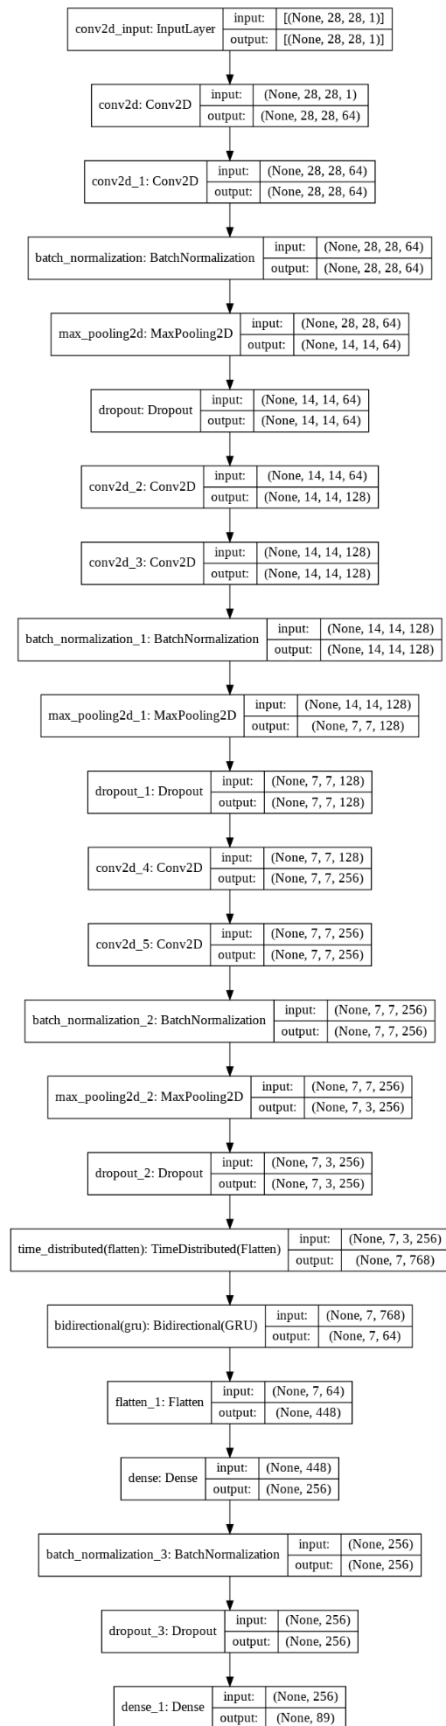 conv2d_input: InputLayer input: [(None, 28, 28, 1)]
output: [(None, 28, 28, 1)]
conv2d: Conv2D input: (None, 28, 28, 1)
output: (None, 28, 28, 64)
conv2d_1: Conv2D input: (None, 28, 28, 64)
output: (None, 28, 28, 64)
batch_normalization: BatchNormalization input: (None, 28, 28, 64)
output: (None, 28, 28, 64)
max_pooling2d: MaxPooling2D input: (None, 28, 28, 64)
output: (None, 14, 14, 64)
dropout: Dropout input: (None, 14, 14, 64)
output: (None, 14, 14, 64)
conv2d_2: Conv2D input: (None, 14, 14, 64)
output: (None, 14, 14, 128)
conv2d_3: Conv2D input: (None, 14, 14, 128)
output: (None, 14, 14, 128)
batch_normalization_1: BatchNormalization input: (None, 14, 14, 128)
output: (None, 14, 14, 128)
max_pooling2d_1: MaxPooling2D input: (None, 14, 14, 128)
output: (None, 7, 7, 128)
dropout_1: Dropout input: (None, 7, 7, 128)
output: (None, 7, 7, 128)
conv2d_4: Conv2D input: (None, 7, 7, 128)
output: (None, 7, 7, 256)
conv2d_5: Conv2D input: (None, 7, 7, 256)
output: (None, 7, 7, 256)
batch_normalization_2: BatchNormalization input: (None, 7, 7, 256)
output: (None, 7, 7, 256)
max_pooling2d_2: MaxPooling2D input: (None, 7, 7, 256)
output: (None, 7, 3, 256)
dropout_2: Dropout input: (None, 7, 3, 256)
output: (None, 7, 3, 256)
time_distributed(flatten): TimeDistributed(Flatten) input: (None, 7, 3, 256)
output: (None, 7, 768)
bidirectional(gru): Bidirectional(GRU) input: (None, 7, 768)
output: (None, 7, 64)
flatten_1: Flatten input: (None, 7, 64)
output: (None, 448)
dense: Dense input: (None, 448)
output: (None, 256)
batch_normalization_3: BatchNormalization input: (None, 256)
output: (None, 256)
dropout_3: Dropout input: (None, 256)
output: (None, 256)
dense_1: Dense input: (None, 256)
output: (None, 89)